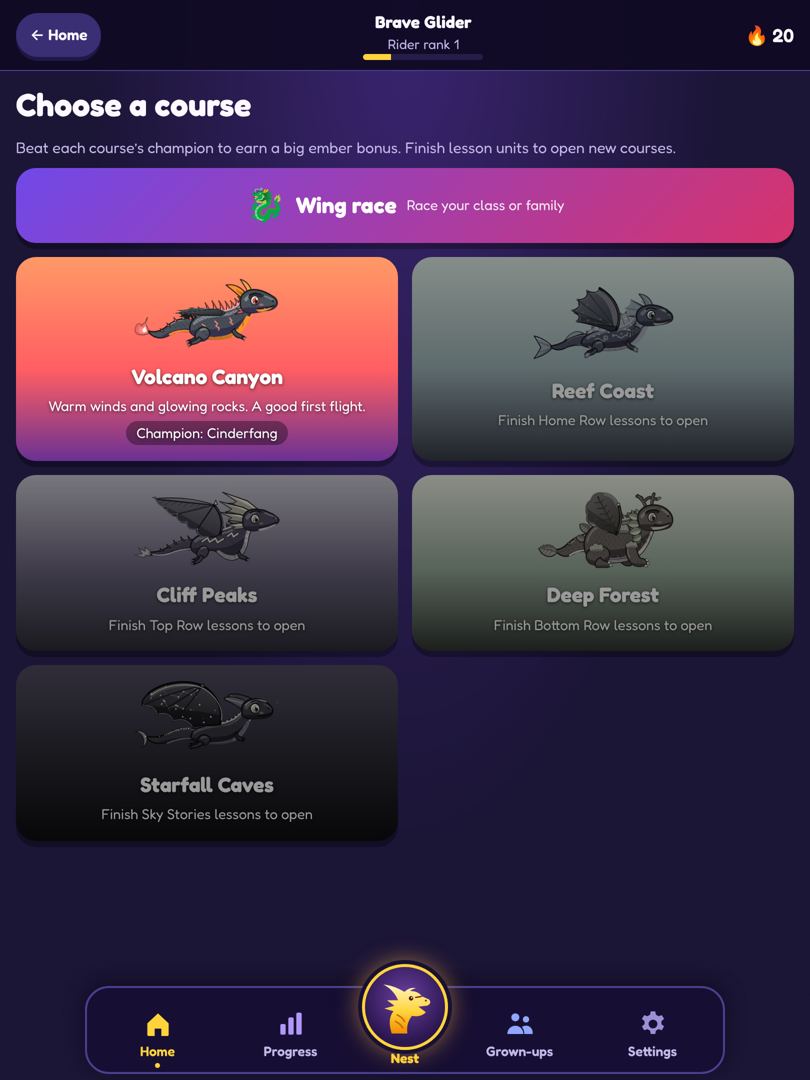 ← Home
Brave Glider
Rider rank 1
20
Choose a course
Beat each course's champion to earn a big ember bonus. Finish lesson units to open new courses.
Wing race Race your class or family
Volcano Canyon
Warm winds and glowing rocks. A good first flight.
Champion: Cinderfang
Reef Coast
Finish Home Row lessons to open
Cliff Peaks
Finish Top Row lessons to open
Deep Forest
Finish Bottom Row lessons to open
Starfall Caves
Finish Sky Stories lessons to open
Home
Progress
Nest
Grown-ups
Settings